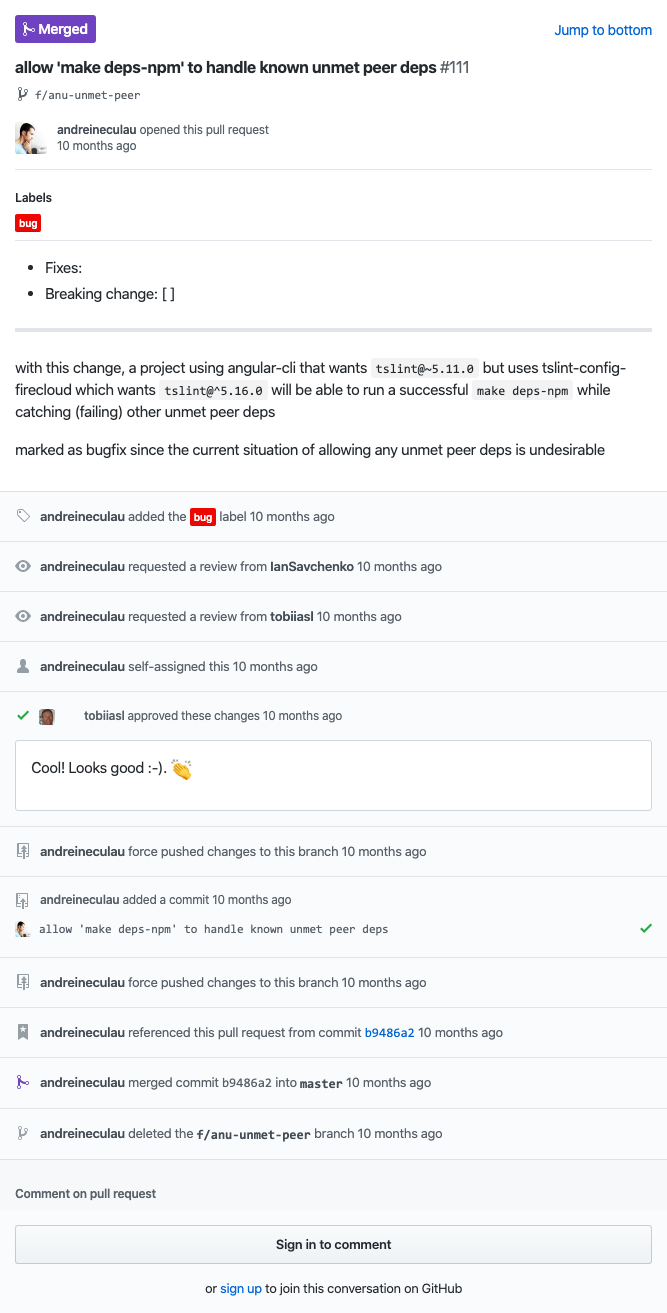 Merged
Jump to bottom
allow 'make deps-npm' to handle known unmet peer deps #111
f/anu-unmet-peer
andreineculau opened this pull request
10 months ago
Labels
bug
Fixes:
Breaking change: [ ]
with this change, a project using angular-cli that wants tslint@~5.11.0 but uses tslint-config-
firecloud which wants tslint@^5.16.0 will be able to run a successful make deps-npm while
catching (failing) other unmet peer deps
marked as bugfix since the current situation of allowing any unmet peer deps is undesirable
andreineculau added the bug label 10 months ago
andreineculau requested a review from IanSavchenko 10 months ago
andreineculau requested a review from tobiiasl 10 months ago
andreineculau self-assigned this 10 months ago
tobiiasl approved these changes 10 months ago
Cool! Looks good :-). 👏
andreineculau force pushed changes to this branch 10 months ago
andreineculau added a commit 10 months ago
allow 'make deps-npm' to handle known unmet peer deps
andreineculau force pushed changes to this branch 10 months ago
andreineculau referenced this pull request from commit b9486a2 10 months ago
andreineculau merged commit b9486a2 into master 10 months ago
andreineculau deleted the f/anu-unmet-peer branch 10 months ago
Comment on pull request
Sign in to comment
or sign up to join this conversation on GitHub